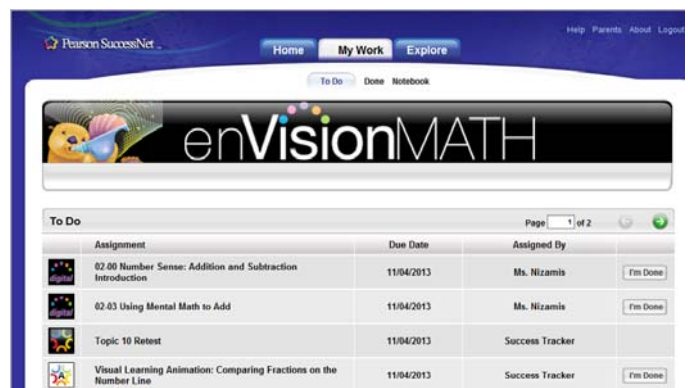 Help Parents About Logout
Pearson SuccessNet
Home My Work Explore
To Do Done Notebook
enVisionMATH
To Do Page 1 of 2
Assignment Due Date Assigned By
02-00 Number Sense: Addition and Subtraction
Introduction 11/04/2013 Ms. Nizamis I'm Done
digital
02-03 Using Mental Math to Add 11/04/2013 Ms. Nizamis I'm Done
digital
Topic 10 Retest 11/04/2013 Success Tracker
Visual Learning Animation: Comparing Fractions on the
Number Line 11/04/2013 Success Tracker I'm Done